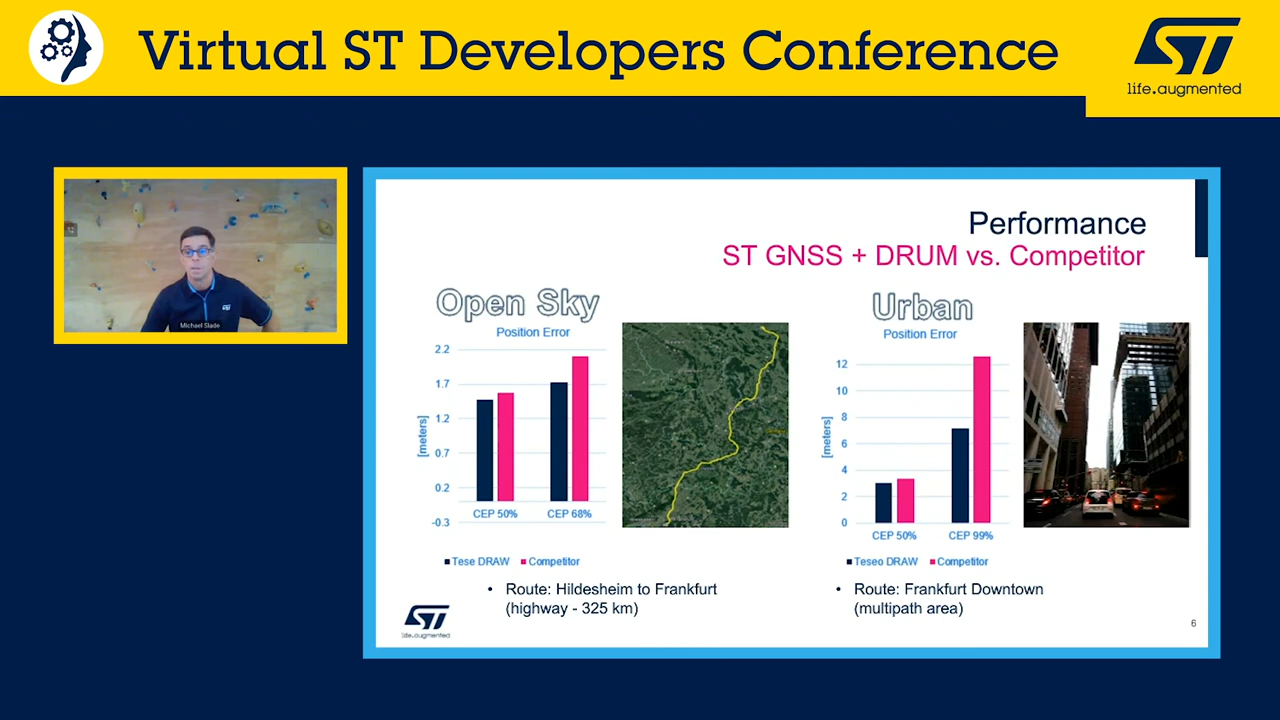 Virtual ST Developers Conference
ST
life.augmented
Michael Slade
ST
Performance
ST GNSS + DRUM vs. Competitor
Open Sky
Position Error
2.2
1.7
1.2
0.7
0.2
-0.3
[meters]
CEP 50%
CEP 68%
Tese DRAW
Competitor
• Route: Hildesheim to Frankfurt
(highway - 325 km)
Urban
Position Error
12
10
8
6
4
2
0
[meters]
CEP 50%
CEP 99%
Teseo DRAW
Competitor
• Route: Frankfurt Downtown
(multipath area)
ST
life.augmented
6